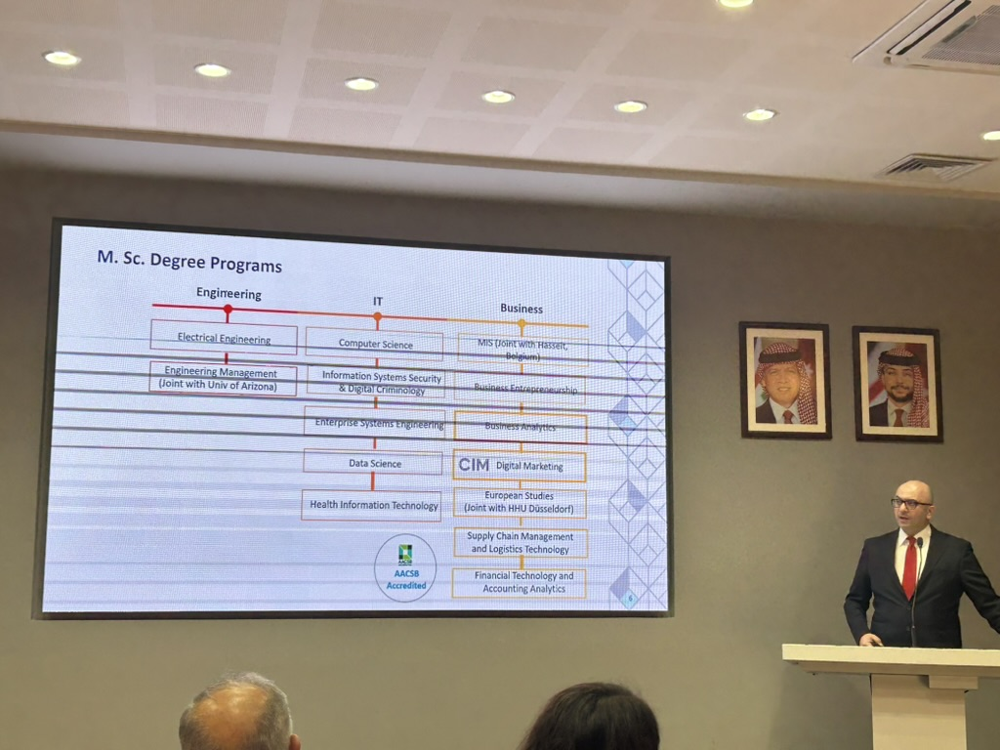 M. Sc. Degree Programs
Engineering
Electrical Engineering
Engineering Management
(Joint with Univ of Arizona)
IT
Computer Science
Information Systems Security
& Digital Criminology
Enterprise Systems Engineering
Data Science
Health Information Technology
Business
MIS (Joint with Hasselt,
Belgium)
Business Entrepreneurship
Business Analytics
CIM Digital Marketing
European Studies
(Joint with HHU Düsseldorf)
Supply Chain Management
and Logistics Technology
Financial Technology and
Accounting Analytics
AACSB
AACSB
Accredited
6